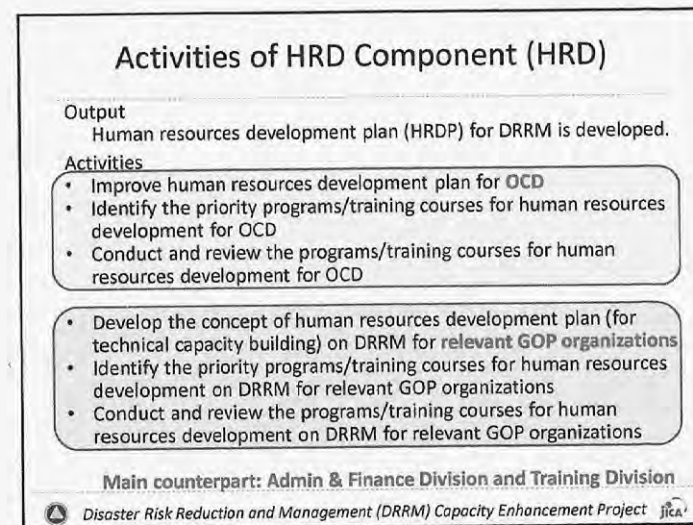 Activities of HRD Component (HRD)
Output
Human resources development plan (HRDP) for DRRM is developed.
Activities
• Improve human resources development plan for OCD
• Identify the priority programs/training courses for human resources
development for OCD
• Conduct and review the programs/training courses for human
resources development for OCD
• Develop the concept of human resources development plan (for
technical capacity building) on DRRM for relevant GOP organizations
• Identify the priority programs/training courses for human resources
development on DRRM for relevant GOP organizations
• Conduct and review the programs/training courses for human
resources development on DRRM for relevant GOP organizations
Main counterpart: Admin & Finance Division and Training Division
Disaster Risk Reduction and Management (DRRM) Capacity Enhancement Project jica